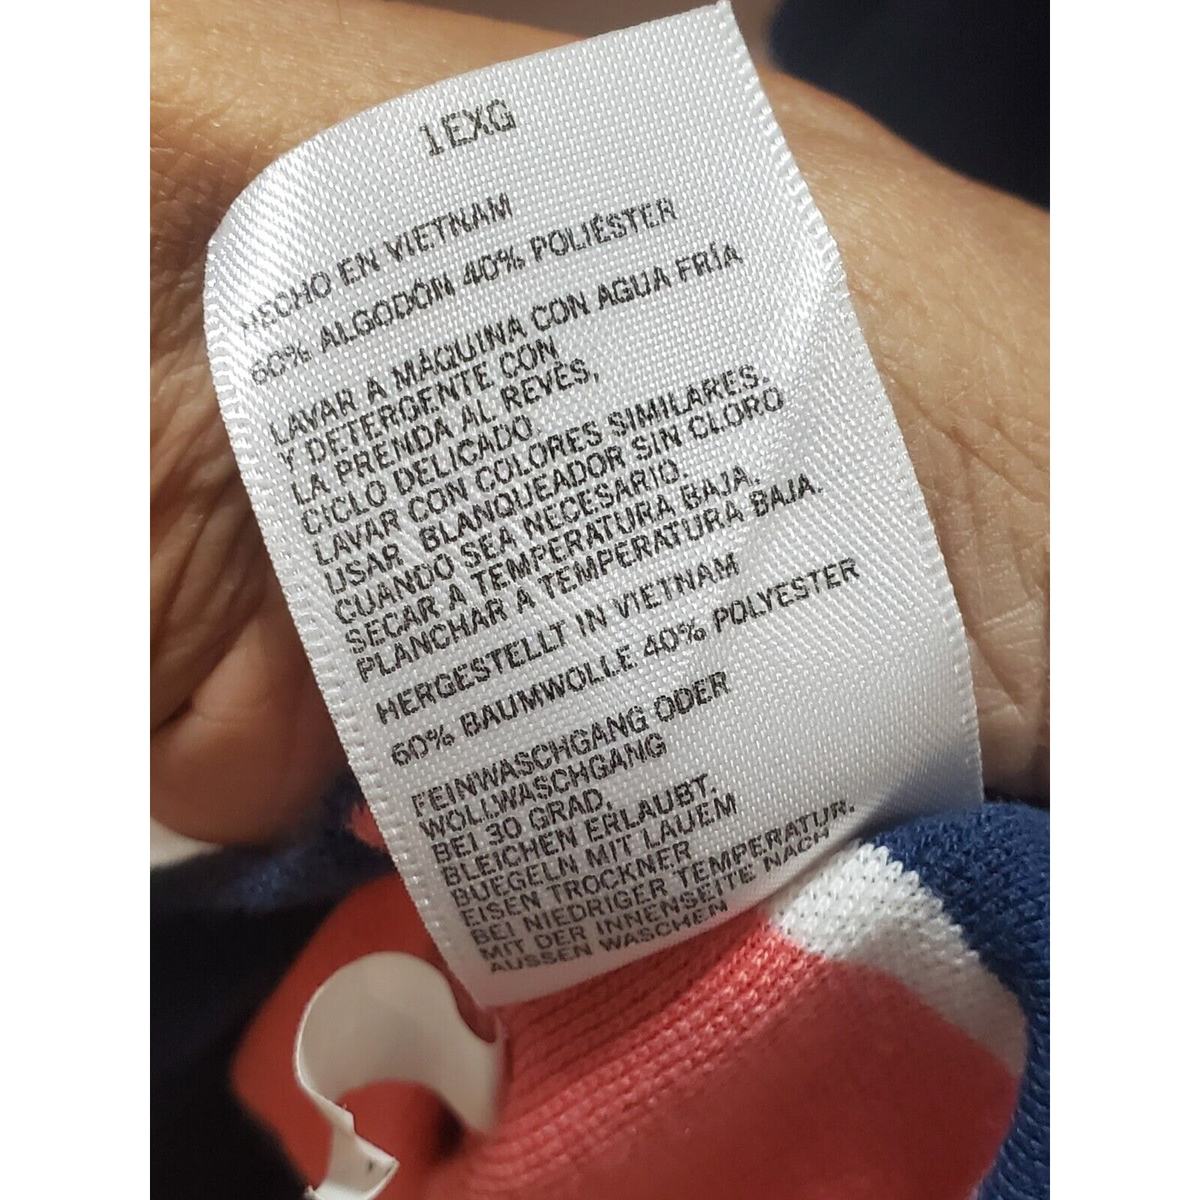 1EXG
HECHO EN VIETNAM
60% ALGODÓN 40% POLIÉSTER
LAVAR A MÁQUINA CON AGUA FRÍA
Y DETERGENTE CON
LA PRENDA AL REVÉS,
CICLO DELICADO.
LAVAR CON COLORES SIMILARES.
USAR BLANQUEADOR SIN CLORO
CUANDO SEA NECESARIO.
SECAR A TEMPERATURA BAJA.
PLANCHAR A TEMPERATURA BAJA.
HERGESTELLT IN VIETNAM
60% BAUMWOLLE 40% POLYESTER
FEINWASCHGANG ODER
WOLLWASCHGANG
BEI 30 GRAD.
BLEICHEN ERLAUBT.
BUEGELN MIT LAUEM
EISEN TROCKNER
BEI NIEDRIGER TEMPERATUR.
MIT DER INNENSEITE NACH
AUSSEN WASCHEN